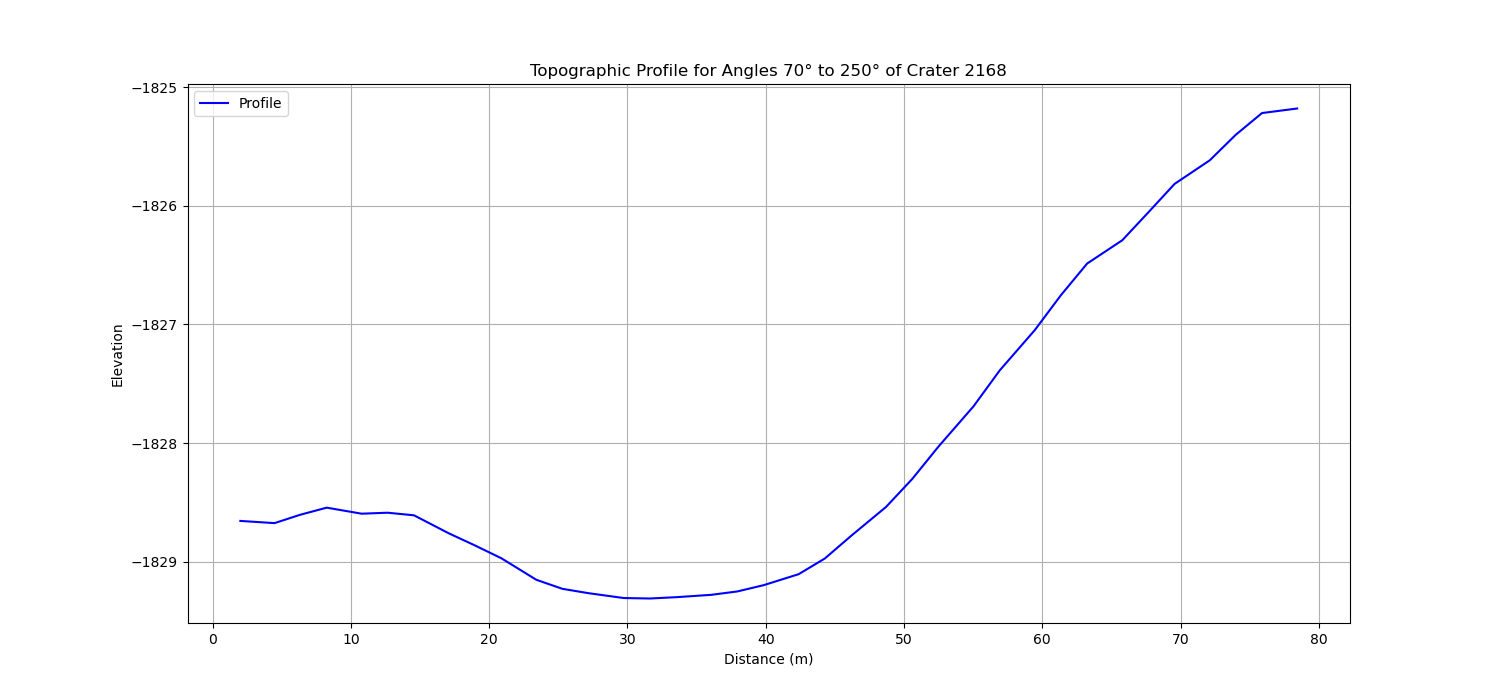 Topographic Profile for Angles 70° to 250° of Crater 2168
Profile
−1825
−1826
−1827
−1828
−1829
Elevation
0 10 20 30 40 50 60 70 80
Distance (m)